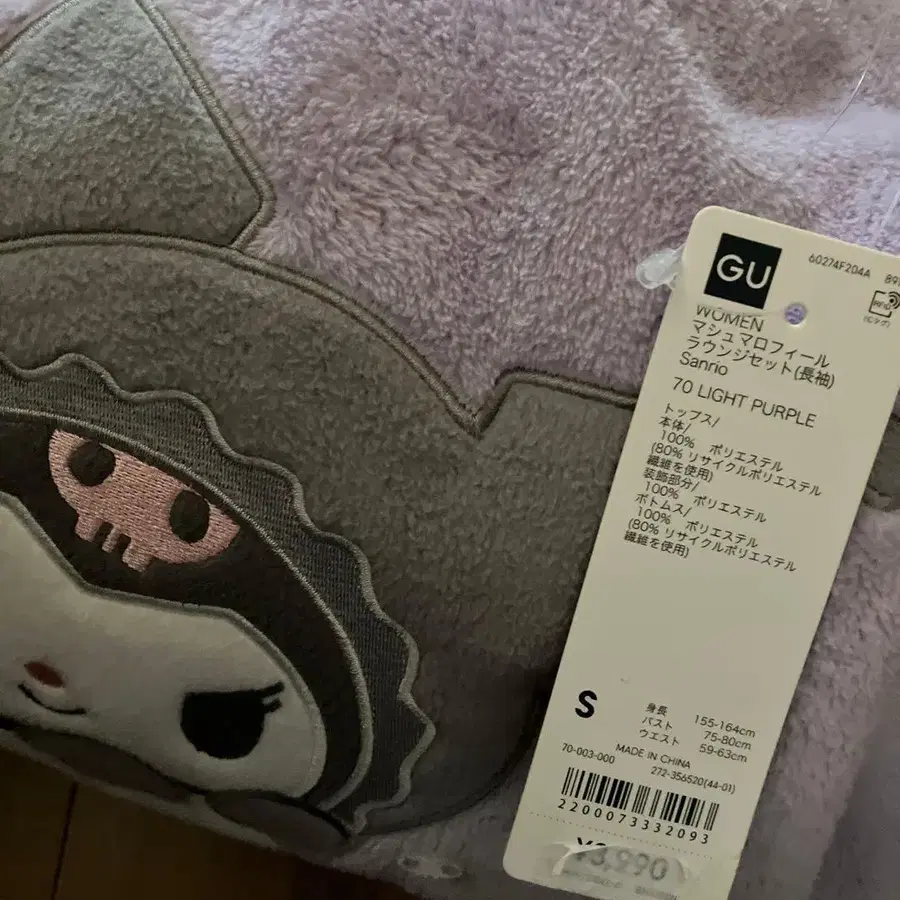 GU
60274F204A
RFID
(ICタグ)
WOMEN
マシュマロフィール
ラウンジセット(長袖)
Sanrio
70 LIGHT PURPLE
トップス/
本体/
100% ポリエステル
(80% リサイクルポリエステル
繊維を使用)
装飾部分/
100% ポリエステル
ボトムス/
100% ポリエステル
(80% リサイクルポリエステル
繊維を使用)
S
身長 155-164cm
バスト 75-80cm
ウエスト 59-63cm
MADE IN CHINA
70-003-000
272-356520(44-01)
2200073332093
¥3,990